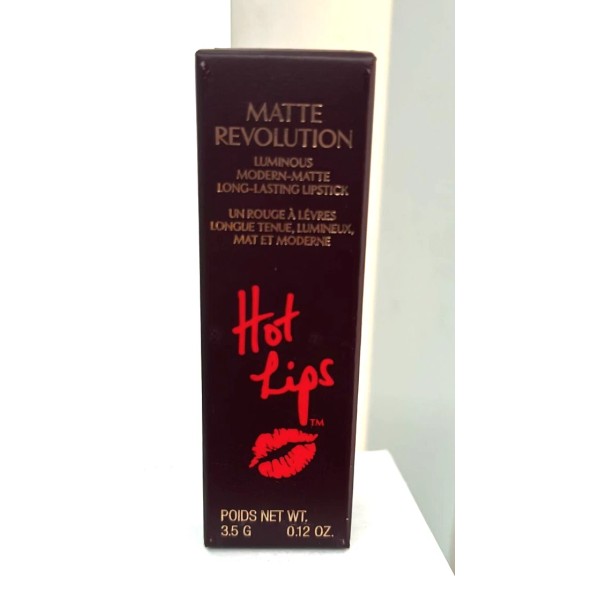 MATTE
REVOLUTION
LUMINOUS
MODERN-MATTE
LONG-LASTING LIPSTICK
UN ROUGE À LÈVRES
LONGUE TENUE, LUMINEUX,
MAT ET MODERNE
Hot
Lips
TM
POIDS NET WT.
3.5 G 0.12 OZ.